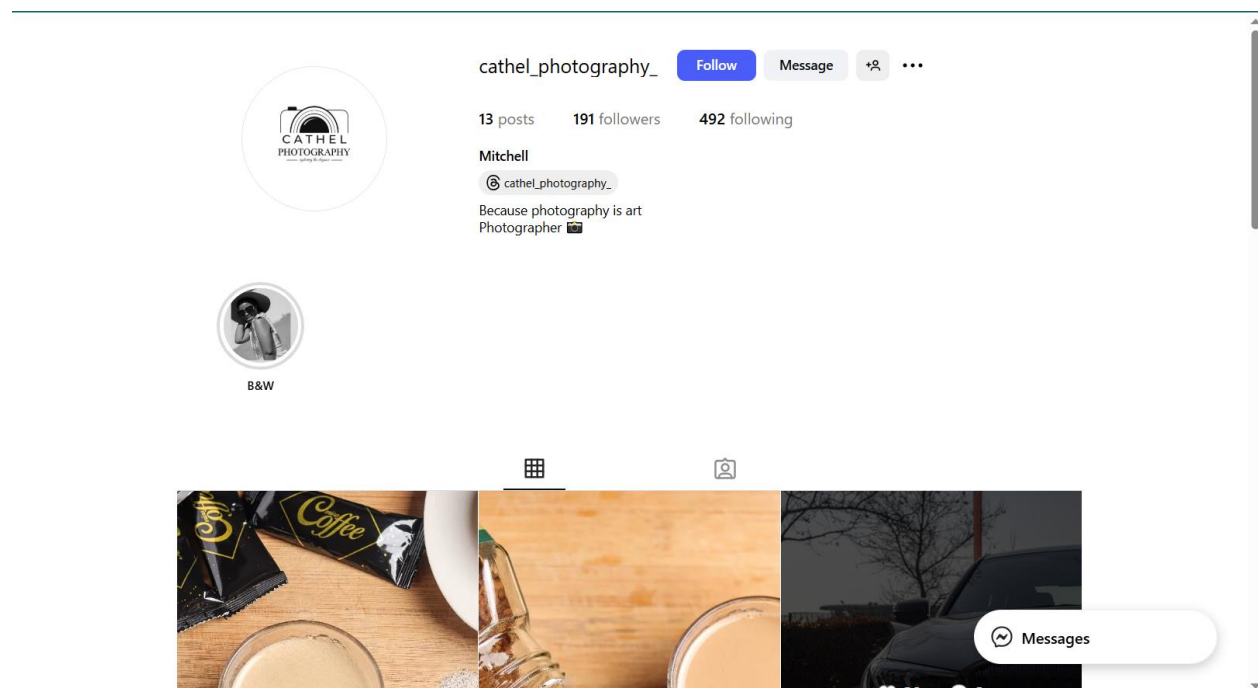 cathel_photography_ Follow Message
13 posts 191 followers 492 following
CATHEL
PHOTOGRAPHY
Mitchell
cathel_photography_
Because photography is art
Photographer 📷
B&W
Coffee
Coffee
Messages